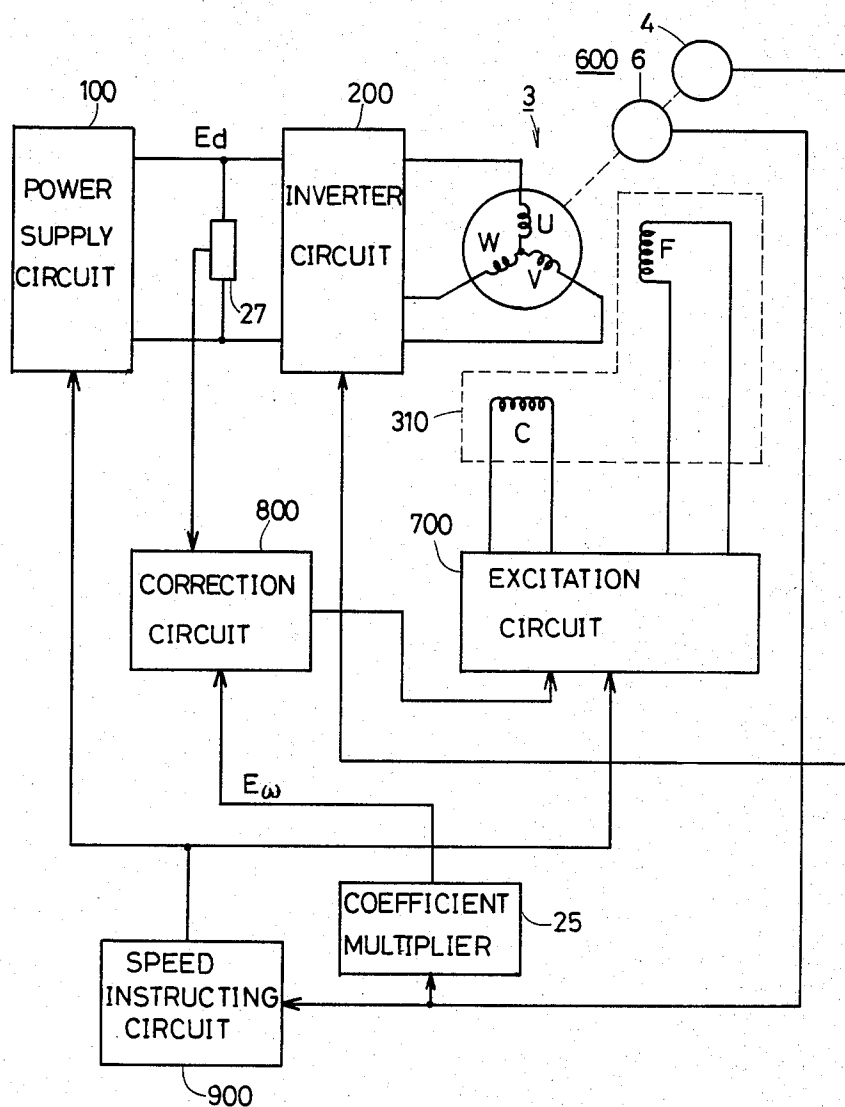 4
600 6
100
200
3
Ed
POWER
SUPPLY
CIRCUIT
INVERTER
CIRCUIT
U
W
V
F
27
310
C
800
700
CORRECTION
CIRCUIT
EXCITATION
CIRCUIT
Eω
COEFFICIENT
MULTIPLIER
25
SPEED
INSTRUCTING
CIRCUIT
900